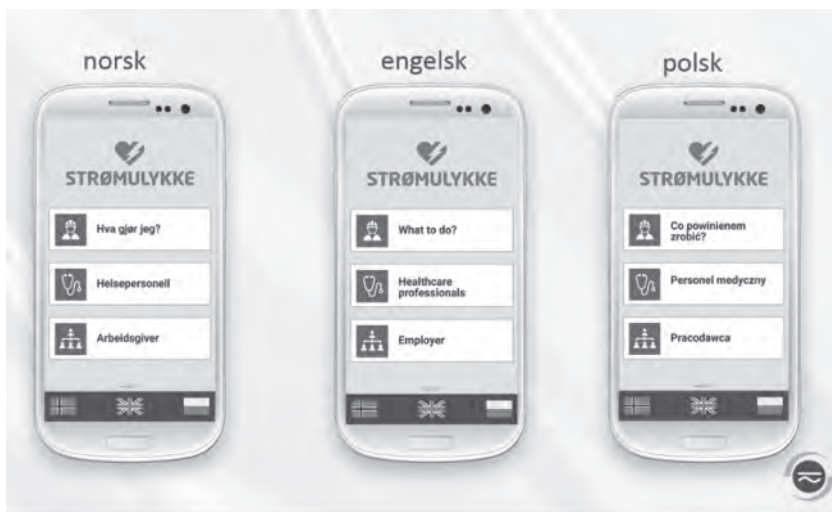 norsk
STRØMULYKKE
Hva gjør jeg?
Helsepersonell
Arbeidsgiver
engelsk
STRØMULYKKE
What to do?
Healthcare
professionals
Employer
polsk
STRØMULYKKE
Co powinienem
zrobić?
Personel medyczny
Pracodawca